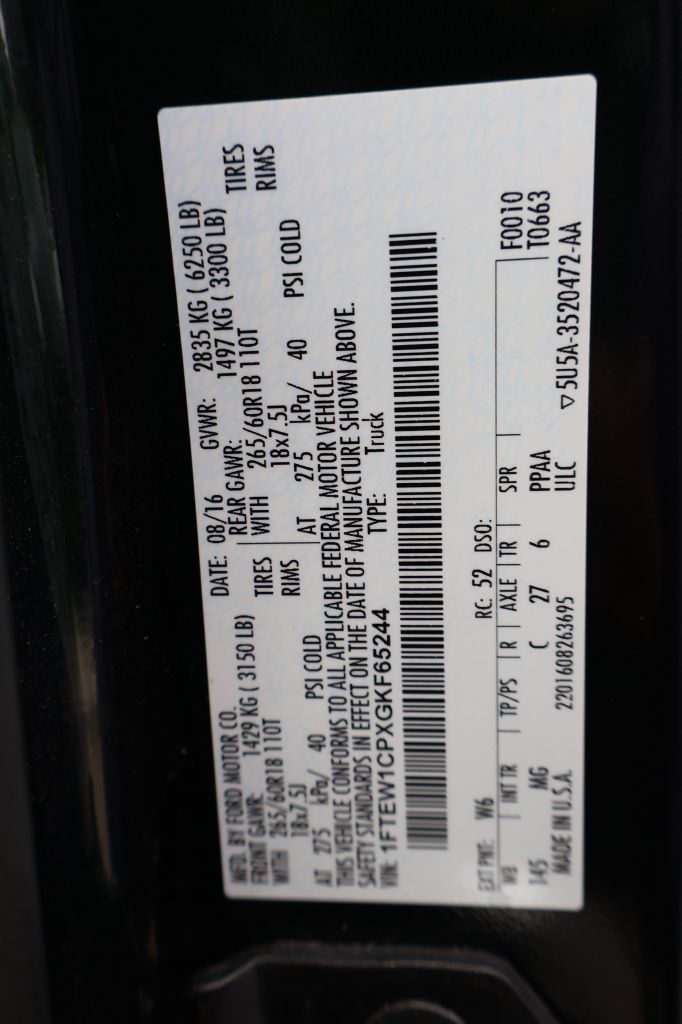 MFD. BY FORD MOTOR CO.
DATE: 08/16 GVWR: 2835 KG ( 6250 LB)
FRONT GAWR: 1429 KG ( 3150 LB) REAR GAWR: 1497 KG ( 3300 LB)
WITH 265/60R18 110T TIRES WITH 265/60R18 110T TIRES
18x7.5J RIMS 18x7.5J RIMS
AT 275 kPa/ 40 PSI COLD AT 275 kPa/ 40 PSI COLD
THIS VEHICLE CONFORMS TO ALL APPLICABLE FEDERAL MOTOR VEHICLE
SAFETY STANDARDS IN EFFECT ON THE DATE OF MANUFACTURE SHOWN ABOVE.
VIN: 1FTEW1CPXGKF65244 TYPE: Truck
F0010
T0663
EXT PNT: W6 RC: 52 DSO:
WB INT TR TP/PS R AXLE TR SPR
145 MG C 27 6 PPAA
MADE IN U.S.A. 2201608263695 ULC ▽5U5A-3520472-AA